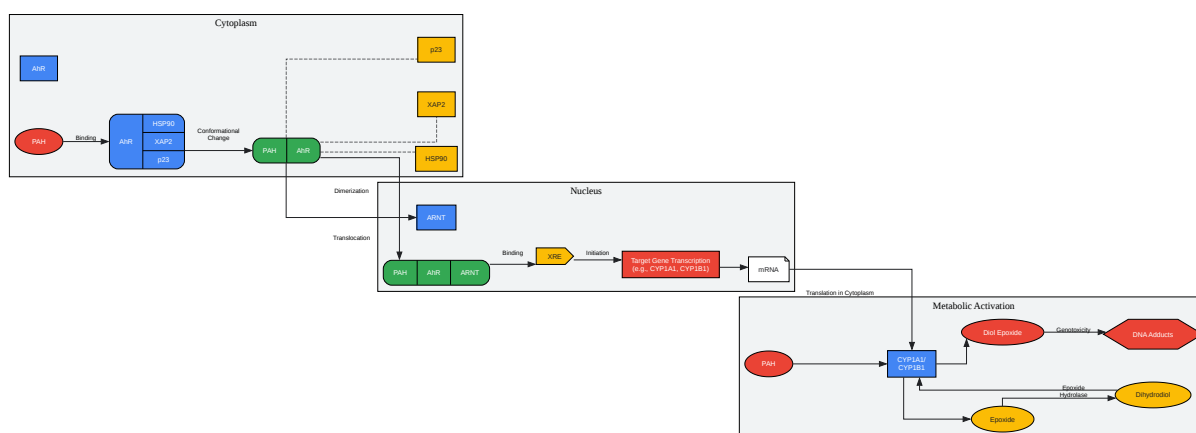 Cytoplasm
p23
AhR
XAP2
PAH
Binding
AhR
HSP90
XAP2
p23
Conformational
Change
PAH
AhR
HSP90
Dimerization
Translocation
Nucleus
ARNT
PAH
AhR
ARNT
Binding
XRE
Initiation
Target Gene Transcription
(e.g., CYP1A1, CYP1B1)
mRNA
Translation in Cytoplasm
Metabolic Activation
PAH
CYP1A1/
CYP1B1
Diol Epoxide
Genotoxicity
DNA Adducts
Epoxide
Hydrolase
Dihydrodiol
Epoxide